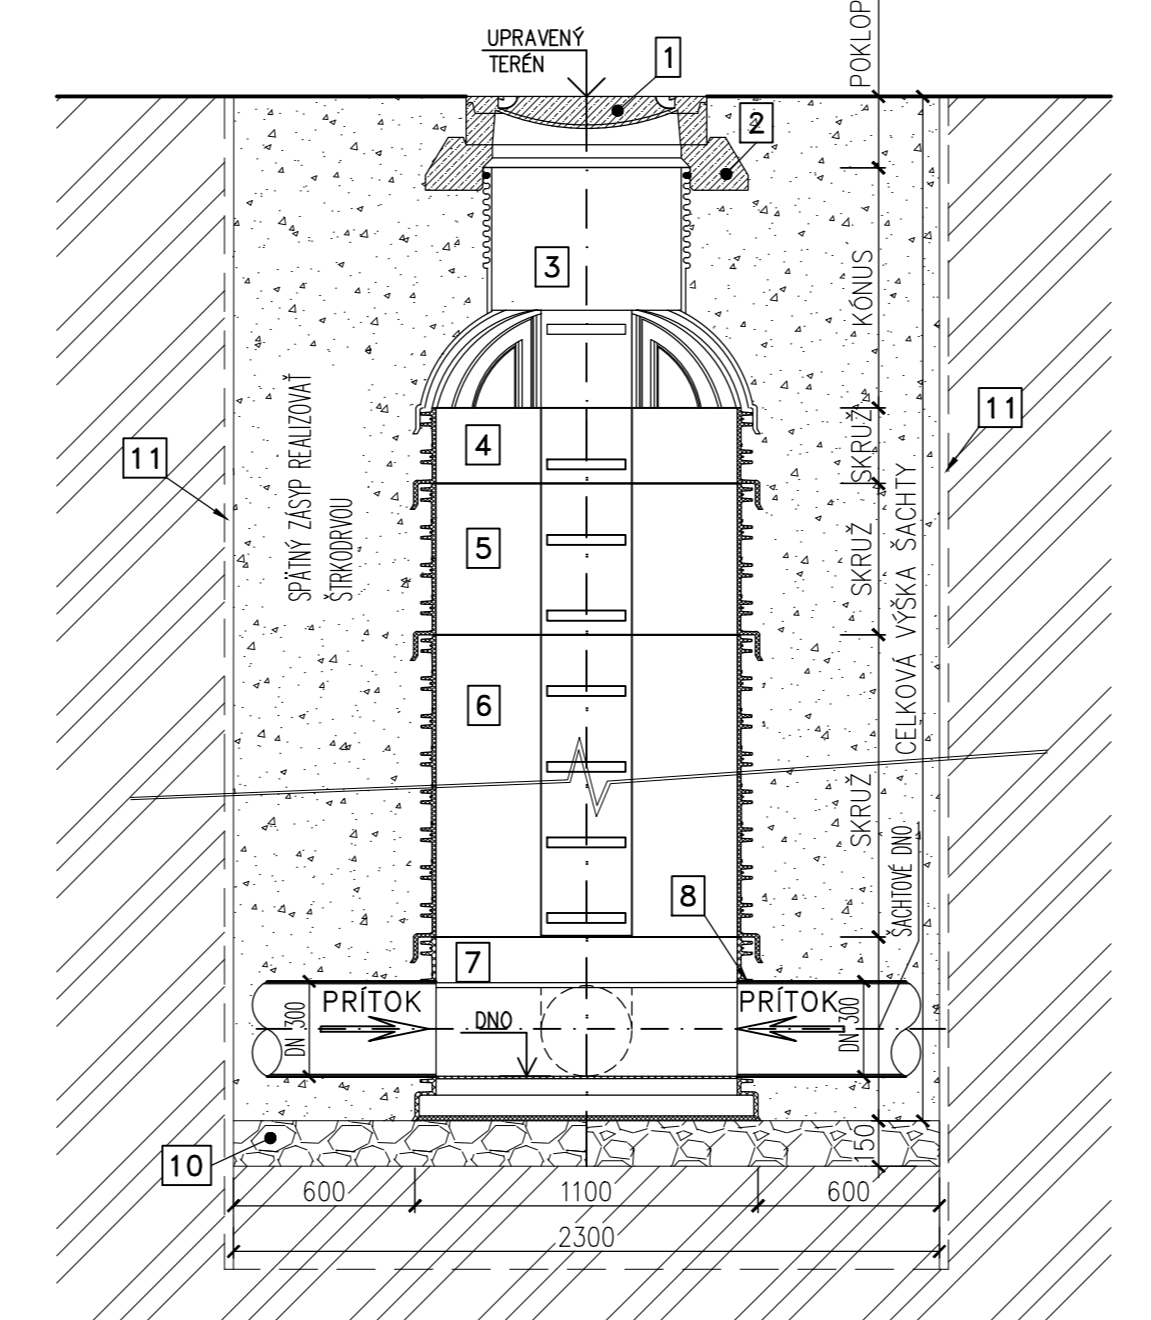 UPRAVENÝ
TERÉN
1
2
POKLOP
3
KÓNUS
11
11
4
SKRUŽ
SPÄTNÝ ZÁSYP REALIZOVAŤ
ŠTRKODRVOU
5
SKRUŽ
CELKOVÁ VÝŠKA ŠACHTY
6
SKRUŽ
ŠACHTOVÉ DNO
8
7
PRÍTOK
PRÍTOK
DN 300
DNO
DN 300
10
150
600
1100
600
2300